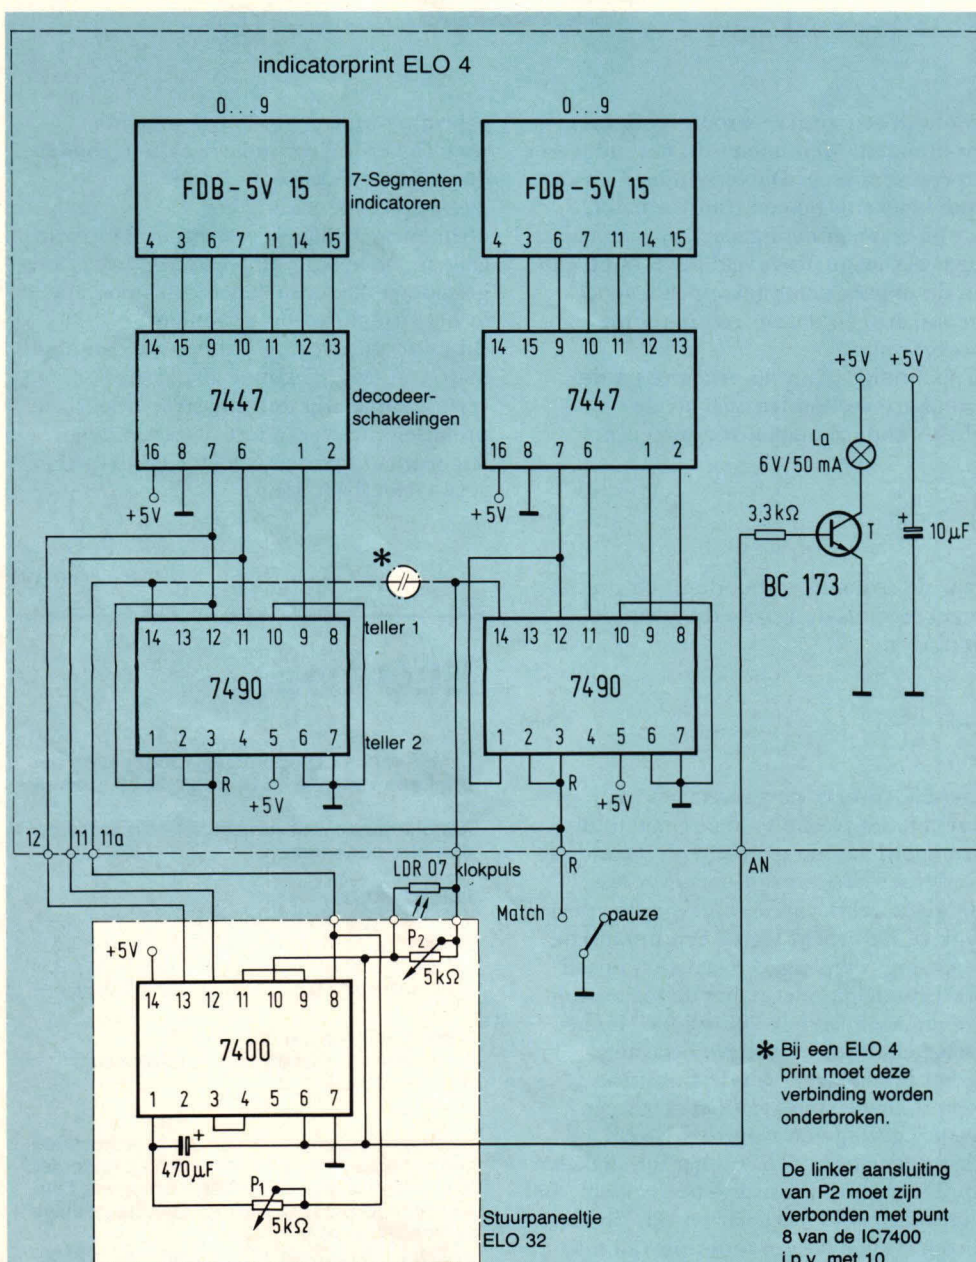 indicatorprint ELO 4
0...9
0...9
FDB-5V 15
7-Segmenten
indicatoren
FDB-5V 15
4 3 6 7 11 14 15
4 3 6 7 11 14 15
14 15 9 10 11 12 13
14 15 9 10 11 12 13
7447
decodeer-
schakelingen
7447
16 8 7 6 1 2
16 8 7 6 1 2
+5V
+5V
+5V +5V
La
6V/50 mA
3,3kΩ
T
+
10μF
BC 173
*
14 13 12 11 10 9 8
teller 1
14 13 12 11 10 9 8
7490
7490
1 2 3 4 5 6 7
teller 2
1 2 3 4 5 6 7
R
+5V
R
+5V
12 11 11a
LDR 07 klokpuls
R
AN
Match
pauze
P2
5kΩ
+5V
14 13 12 11 10 9 8
7400
1 2 3 4 5 6 7
+
470μF
P1
5kΩ
Stuurpaneeltje
ELO 32
* Bij een ELO 4
print moet deze
verbinding worden
onderbroken.
De linker aansluiting
van P2 moet zijn
verbonden met punt
8 van de IC7400
i.p.v. met 10